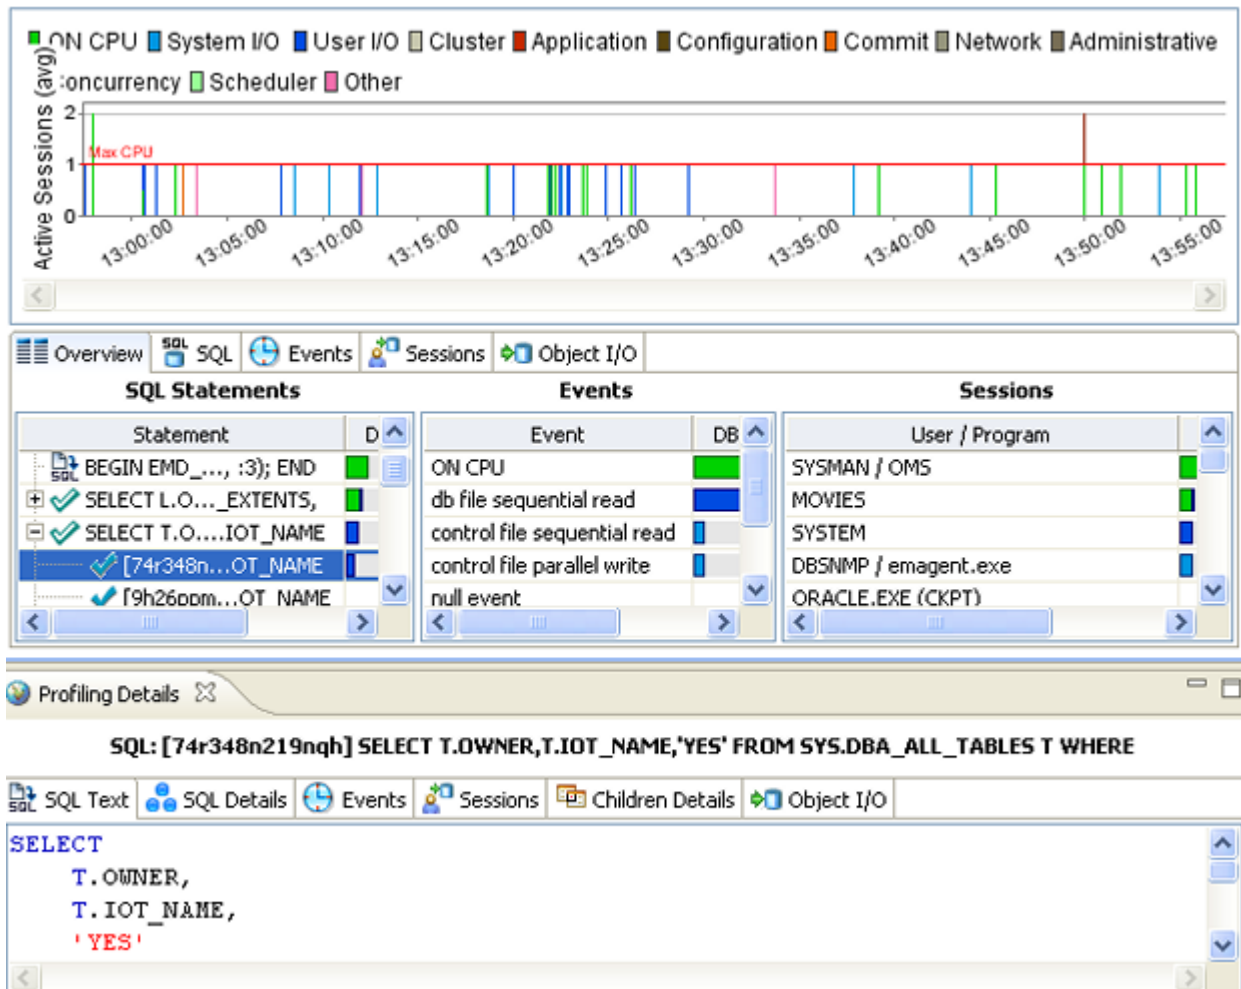 ON CPU System I/O User I/O Cluster Application Configuration Commit Network Administrative
:oncurrency Scheduler Other
Active Sessions (avg)
2
Max CPU
1
0
13:00:00 13:05:00 13:10:00 13:15:00 13:20:00 13:25:00 13:30:00 13:35:00 13:40:00 13:45:00 13:50:00 13:55:00
Overview SQL Events Sessions Object I/O
SQL Statements Events Sessions
Statement D Event DB User / Program
BEGIN EMD_..., :3); END ON CPU SYSMAN / OMS
SELECT L.O..._EXTENTS, db file sequential read MOVIES
SELECT T.O....IOT_NAME control file sequential read SYSTEM
[74r348n...OT_NAME control file parallel write DBSNMP / emagent.exe
[9h26ppm...OT_NAME null event ORACLE.EXE (CKPT)
Profiling Details
SQL: [74r348n219nqh] SELECT T.OWNER,T.IOT_NAME,'YES' FROM SYS.DBA_ALL_TABLES T WHERE
SQL Text SQL Details Events Sessions Children Details Object I/O
SELECT
T.OWNER,
T.IOT_NAME,
'YES'